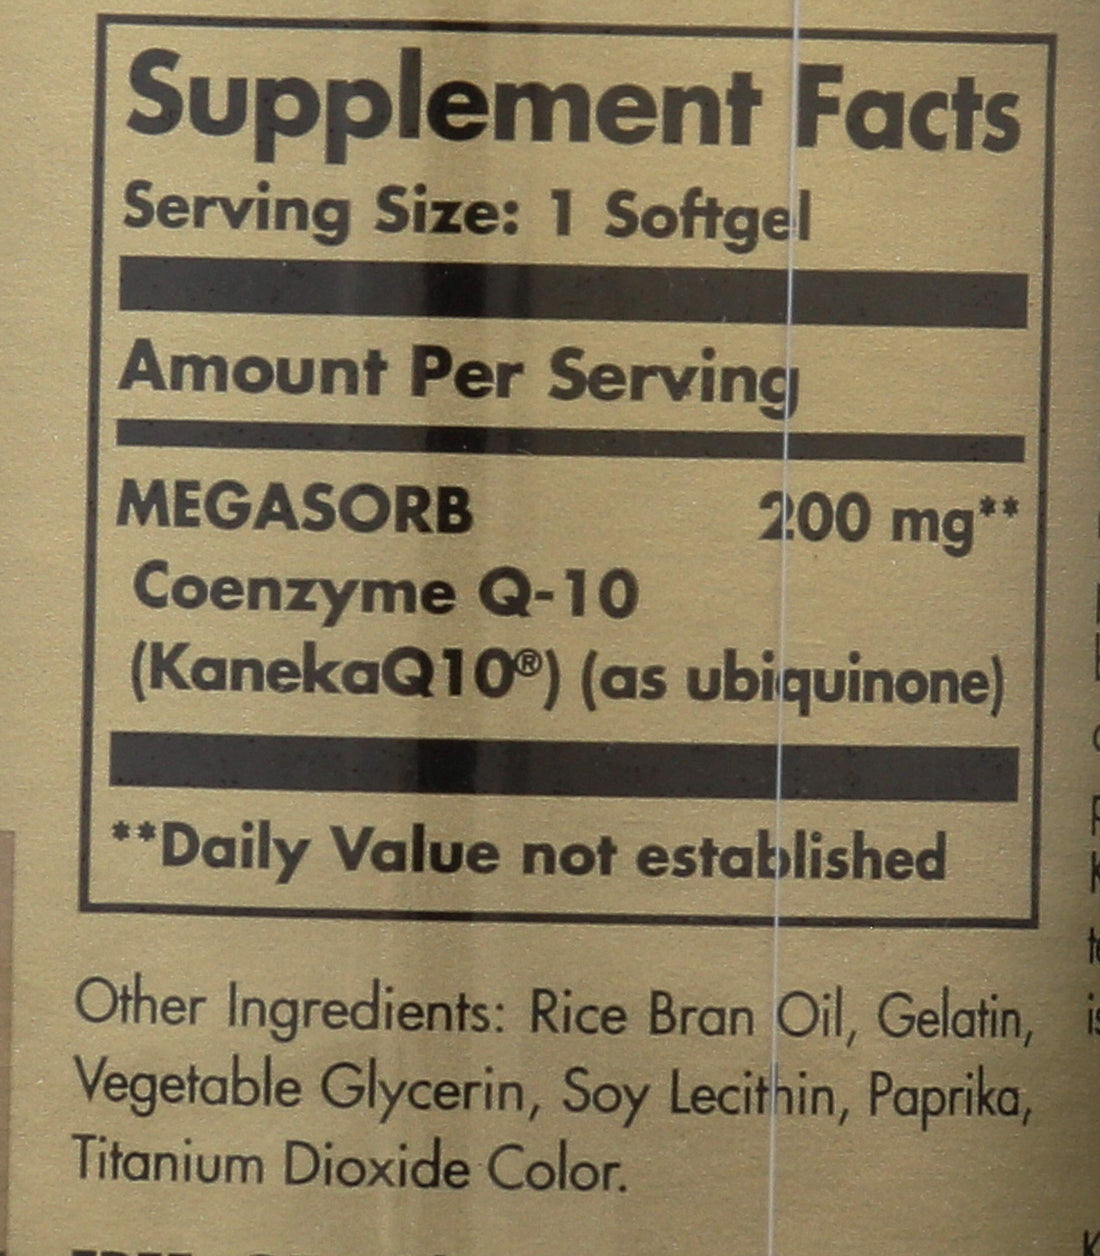 Supplement Facts
Serving Size: 1 Softgel
Amount Per Serving
MEGASORB 200 mg**
Coenzyme Q-10
(KanekaQ10®) (as ubiquinone)
**Daily Value not established
Other Ingredients: Rice Bran Oil, Gelatin,
Vegetable Glycerin, Soy Lecithin, Paprika,
Titanium Dioxide Color.